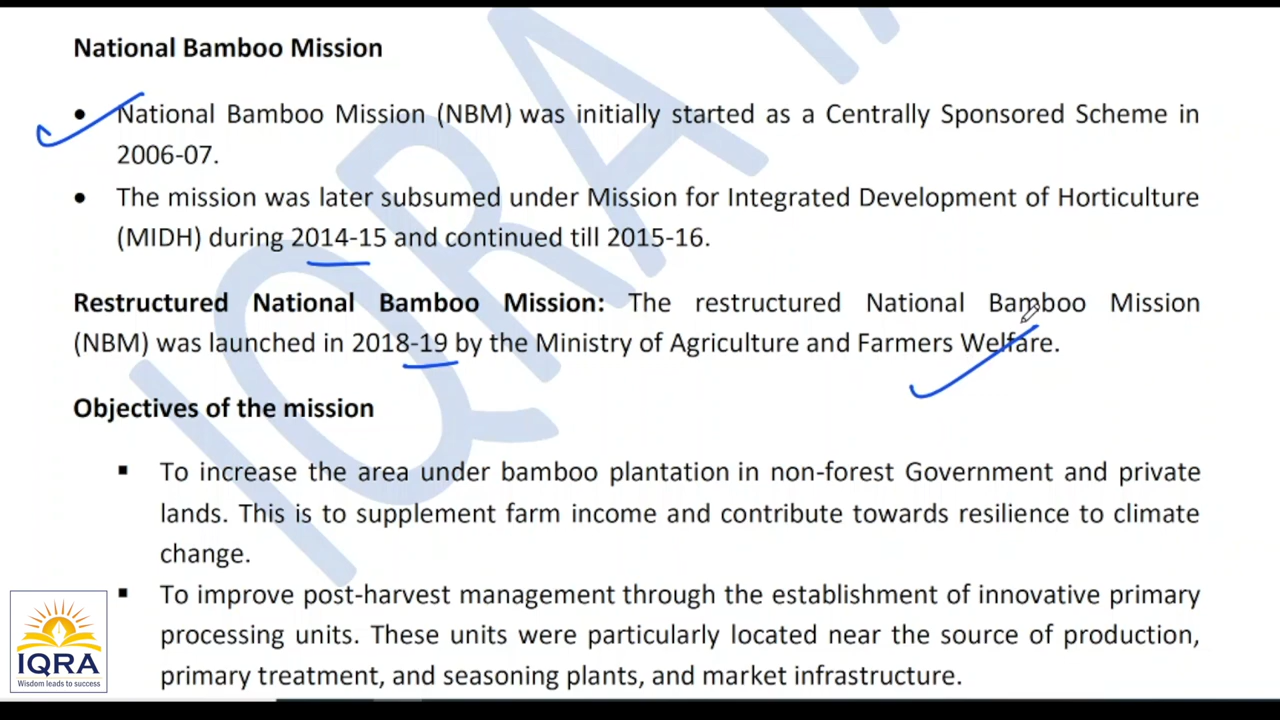 National Bamboo Mission
• National Bamboo Mission (NBM) was initially started as a Centrally Sponsored Scheme in
2006-07.
• The mission was later subsumed under Mission for Integrated Development of Horticulture
(MIDH) during 2014-15 and continued till 2015-16.
Restructured National Bamboo Mission: The restructured National Bamboo Mission
(NBM) was launched in 2018-19 by the Ministry of Agriculture and Farmers Welfare.
Objectives of the mission
▪ To increase the area under bamboo plantation in non-forest Government and private
lands. This is to supplement farm income and contribute towards resilience to climate
change.
▪ To improve post-harvest management through the establishment of innovative primary
processing units. These units were particularly located near the source of production,
primary treatment, and seasoning plants, and market infrastructure.
IQRA
Wisdom leads to success
IQRA